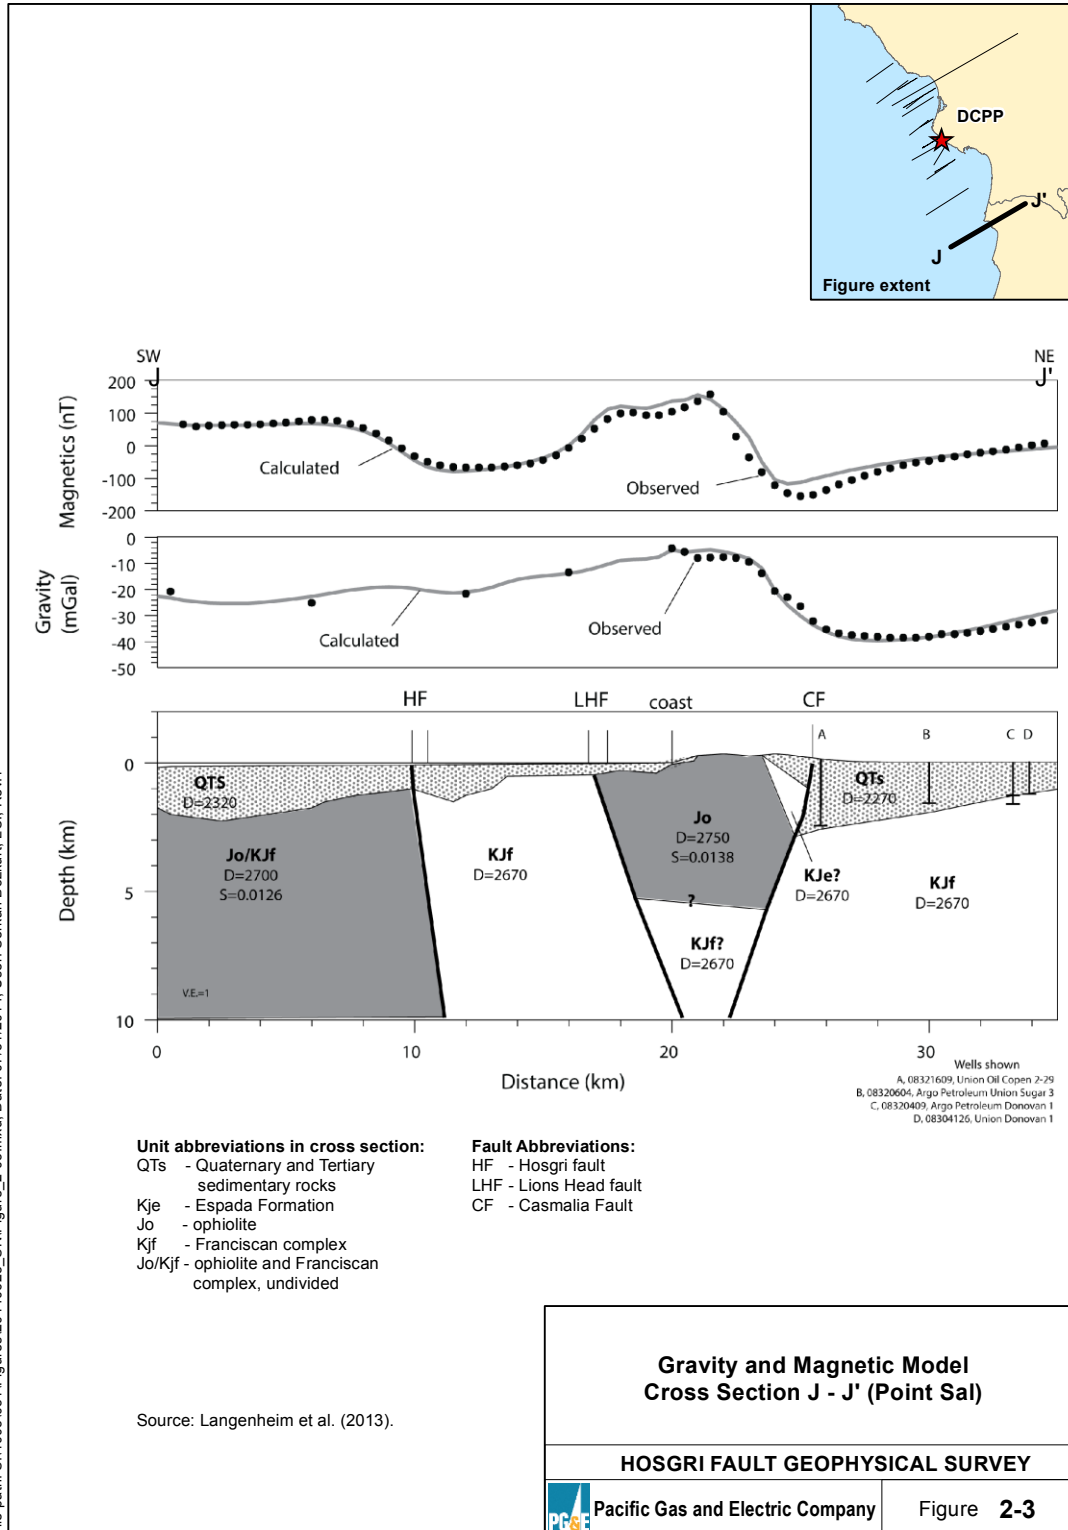 DCPP
J'
J
Figure extent
SW
J
NE
J'
Magnetics (nT)
200
100
0
-100
-200
Calculated
Observed
Gravity
(mGal)
0
-10
-20
-30
-40
-50
Calculated
Observed
HF
LHF
coast
CF
A
B
C D
Depth (km)
0
5
10
QTS
D=2320
Jo/KJf
D=2700
S=0.0126
V.E.=1
KJf
D=2670
Jo
D=2750
S=0.0138
?
KJf?
D=2670
KJe?
D=2670
QTs
D=2270
KJf
D=2670
0
10
20
30
Distance (km)
Wells shown
A, 08321609, Union Oil Copen 2-29
B, 08320604, Argo Petroleum Union Sugar 3
C, 08320409, Argo Petroleum Donovan 1
D, 08304126, Union Donovan 1
Unit abbreviations in cross section:
QTs - Quaternary and Tertiary
sedimentary rocks
Kje - Espada Formation
Jo - ophiolite
Kjf - Franciscan complex
Jo/Kjf - ophiolite and Franciscan
complex, undivided
Fault Abbreviations:
HF - Hosgri fault
LHF - Lions Head fault
CF - Casmalia Fault
Source: Langenheim et al. (2013).
Gravity and Magnetic Model
Cross Section J - J' (Point Sal)
HOSGRI FAULT GEOPHYSICAL SURVEY
PG&E
Pacific Gas and Electric Company
Figure 2-3